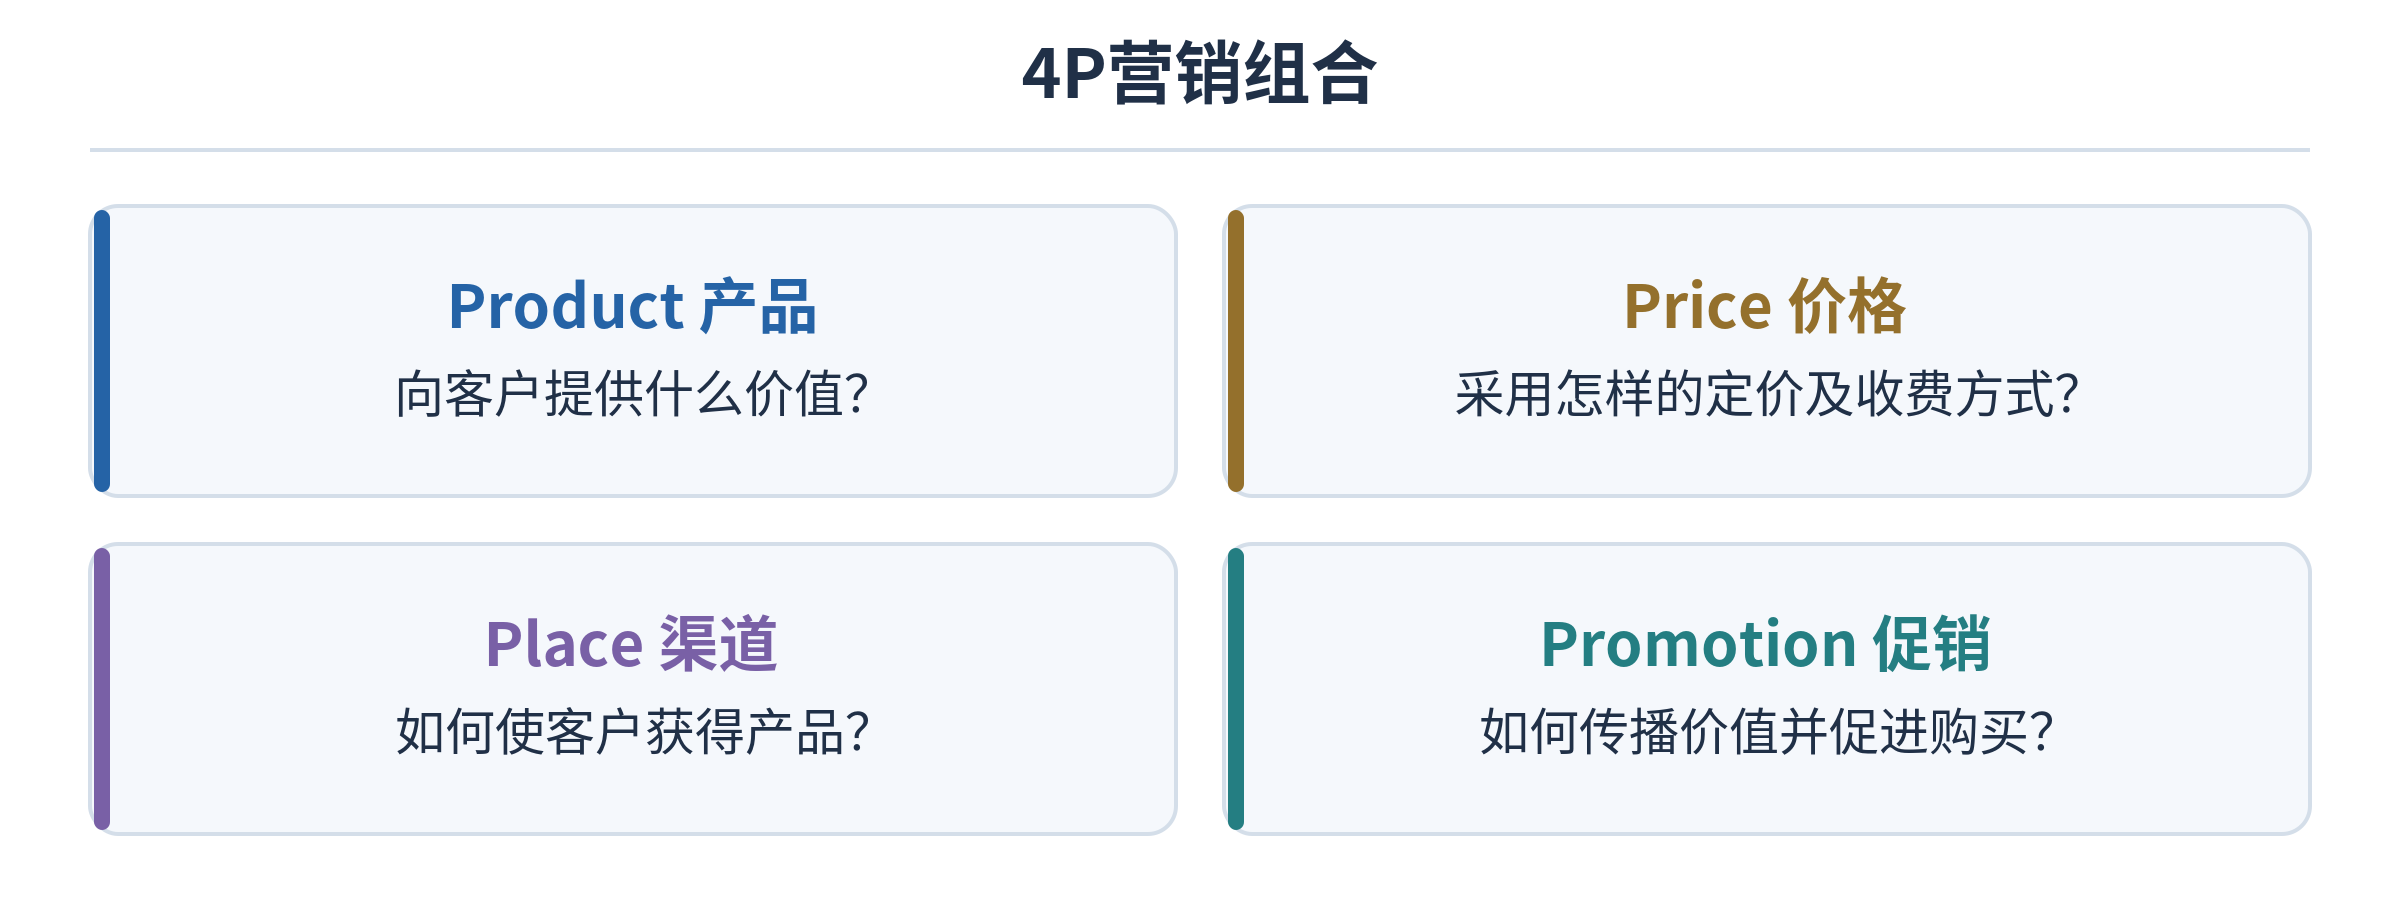 4P营销组合
Product 产品
向客户提供什么价值？
Price 价格
采用怎样的定价及收费方式？
Place 渠道
如何使客户获得产品？
Promotion 促销
如何传播价值并促进购买？